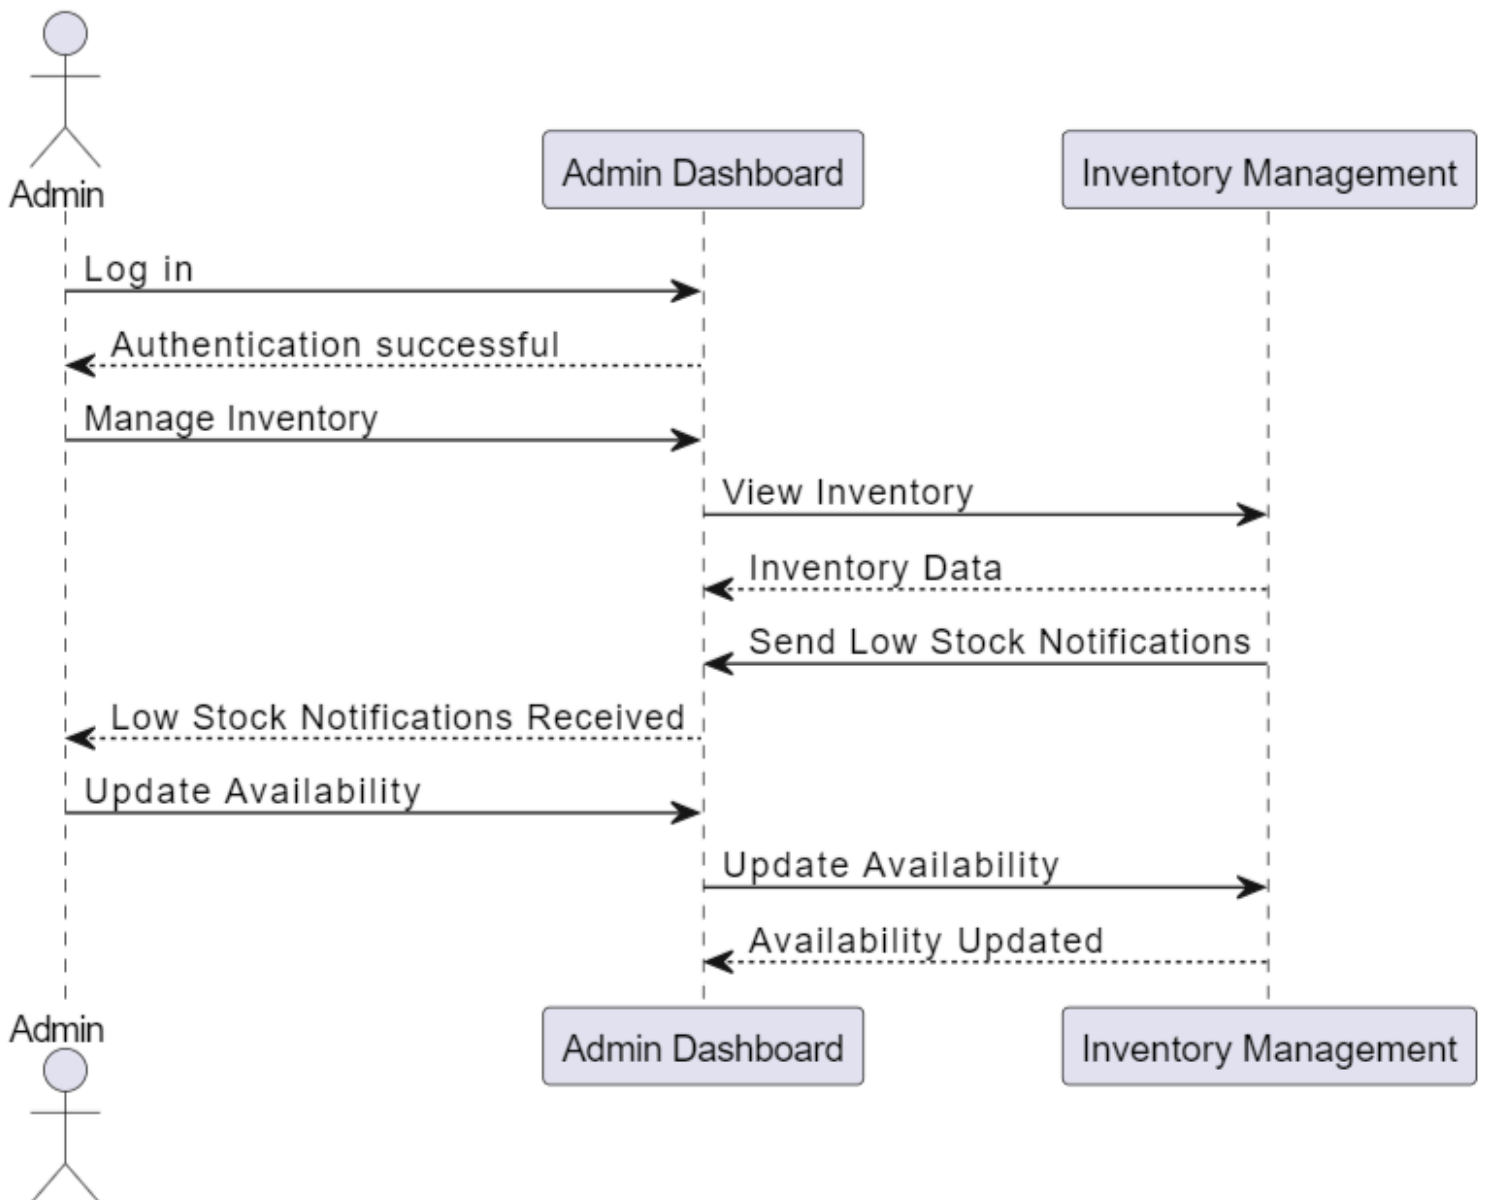 Admin
Admin Dashboard
Inventory Management
Log in
Authentication successful
Manage Inventory
View Inventory
Inventory Data
Send Low Stock Notifications
Low Stock Notifications Received
Update Availability
Update Availability
Availability Updated
Admin
Admin Dashboard
Inventory Management